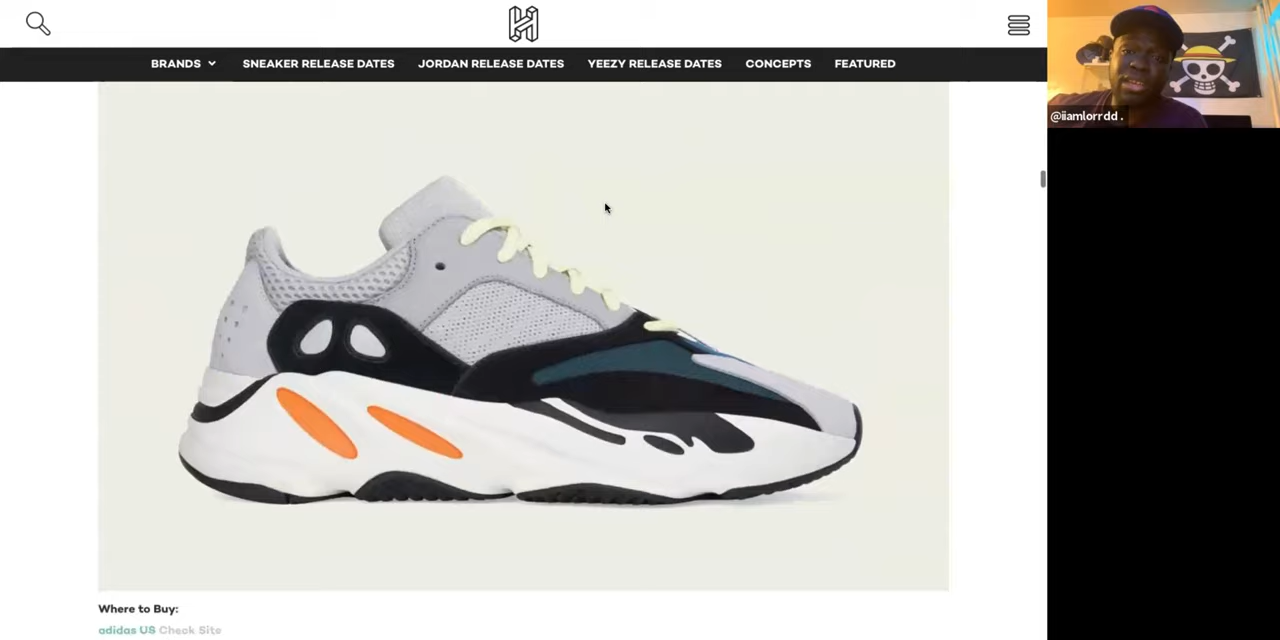 BRANDS
SNEAKER RELEASE DATES
JORDAN RELEASE DATES
YEEZY RELEASE DATES
CONCEPTS
FEATURED
@iiamlorrdd .
Where to Buy:
adidas US Check Site